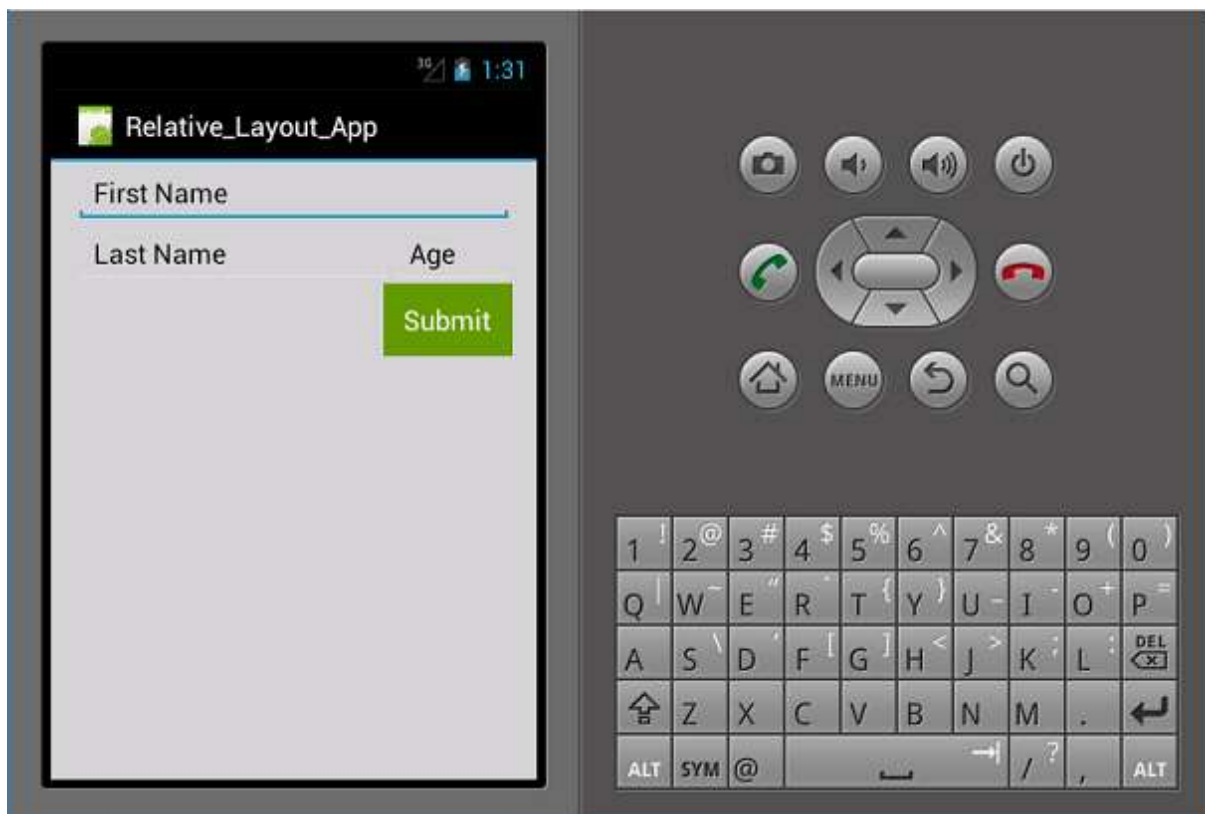 3G 1:31
Relative_Layout_App
First Name
Last Name Age
Submit
MENU
1 ! 2 @ 3 # 4 $ 5 % 6 ^ 7 & 8 * 9 ( 0 )
Q | W ~ E " R ` T { Y } U _ I - O + P =
A S \ D ' F [ G ] H < J > K ; L : DEL
Z X C V B N M .
ALT SYM @ / ? , ALT